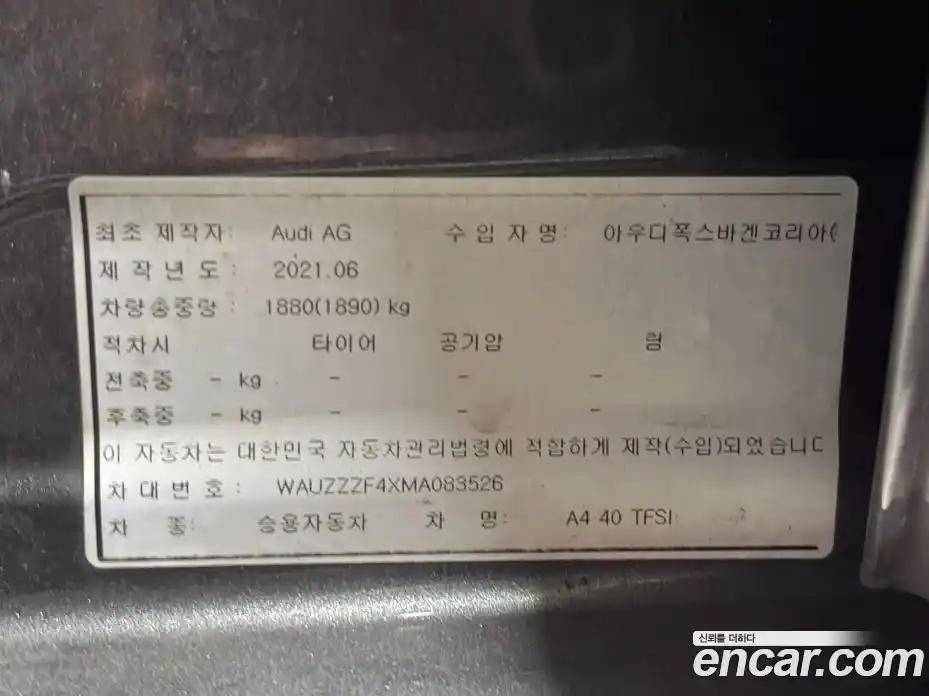 최초 제작자: Audi AG 수 입 자 명: 아우디폭스바겐코리아(
제 작 년 도 : 2021.06
차량총중량 : 1880(1890) kg
적차시 타이어 공기압 림
전축중 - kg - - -
후축중 - kg - - -
이 자동차는 대한민국 자동차관리법령에 적합하게 제작(수입)되었습니다
차 대 번 호 : WAUZZZF4XMA083526
차 종: 승용자동차 차 명: A4 40 TFSI
신뢰를 더하다
encar.com